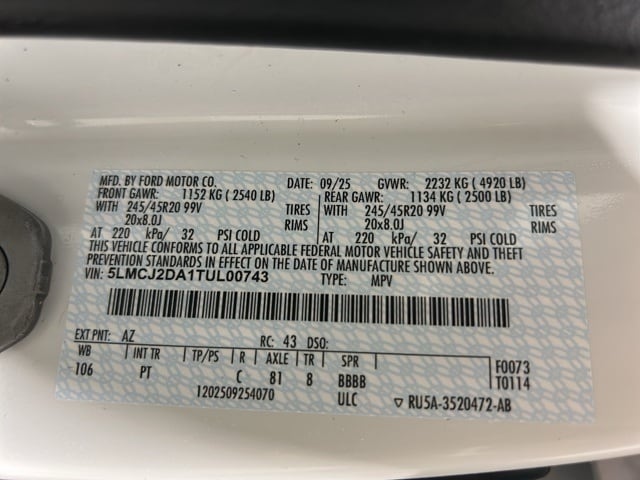 MFD. BY FORD MOTOR CO. DATE: 09/25 GVWR: 2232 KG ( 4920 LB)
FRONT GAWR: 1152 KG ( 2540 LB) REAR GAWR: 1134 KG ( 2500 LB)
WITH 245/45R20 99V TIRES WITH 245/45R20 99V TIRES
20x8.0J RIMS 20x8.0J RIMS
AT 220 kPa/ 32 PSI COLD AT 220 kPa/ 32 PSI COLD
THIS VEHICLE CONFORMS TO ALL APPLICABLE FEDERAL MOTOR VEHICLE SAFETY AND THEFT
PREVENTION STANDARDS IN EFFECT ON THE DATE OF MANUFACTURE SHOWN ABOVE.
VIN: 5LMCJ2DA1TUL00743 TYPE: MPV
EXT PNT: AZ RC: 43 DSO:
WB INT TR TP/PS R AXLE TR SPR F0073
106 PT C 81 8 BBBB T0114
1202509254070 ULC ▽ RU5A-3520472-AB